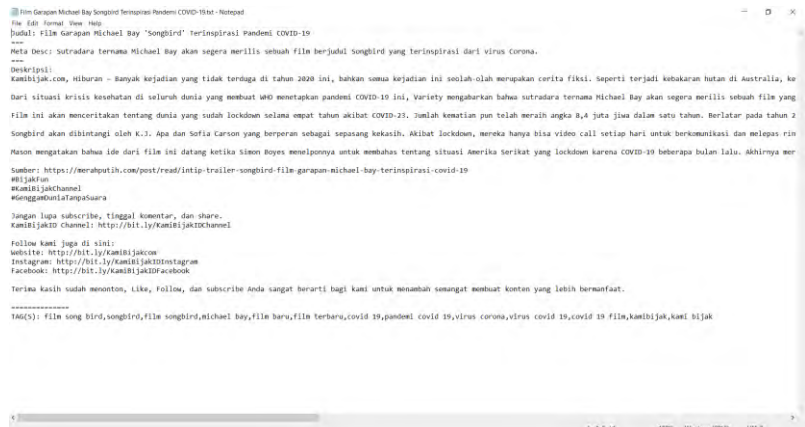 Film Garapan Michael Bay Songbird Terinspirasi Pandemi COVID-19.txt - Notepad
File Edit Format View Help
Judul: Film Garapan Michael Bay 'Songbird' Terinspirasi Pandemi COVID-19
===
Meta Desc: Sutradara ternama Michael Bay akan segera merilis sebuah film berjudul Songbird yang terinspirasi dari virus Corona.
===
Deskripsi:
Kamibijak.com, Hiburan – Banyak kejadian yang tidak terduga di tahun 2020 ini, bahkan semua kejadian ini seolah-olah merupakan cerita fiksi. Seperti terjadi kebakaran hutan di Australia, ke
Dari situasi krisis kesehatan di seluruh dunia yang membuat WHO menetapkan pandemi COVID-19 ini, Variety mengabarkan bahwa sutradara ternama Michael Bay akan segera merilis sebuah film yang
Film ini akan menceritakan tentang dunia yang sudah lockdown selama empat tahun akibat COVID-23. Jumlah kematian pun telah meraih angka 8,4 juta jiwa dalam satu tahun. Berlatar pada tahun 2
Songbird akan dibintangi oleh K.J. Apa dan Sofia Carson yang berperan sebagai sepasang kekasih. Akibat lockdown, mereka hanya bisa video call setiap hari untuk berkomunikasi dan melepas rin
Mason mengatakan bahwa ide dari film ini datang ketika Simon Boyes menelponnya untuk membahas tentang situasi Amerika Serikat yang lockdown karena COVID-19 beberapa bulan lalu. Akhirnya mer
Sumber: https://merahputih.com/post/read/intip-trailer-songbird-film-garapan-michael-bay-terinspirasi-covid-19
#BijakFun
#KamiBijakChannel
#GenggamDuniaTanpaSuara
Jangan lupa subscribe, tinggal komentar, dan share.
KamiBijakID Channel: http://bit.ly/KamiBijakIDChannel
Follow kami juga di sini:
Website: http://bit.ly/KamiBijakcom
Instagram: http://bit.ly/KamiBijakIDInstagram
Facebook: http://bit.ly/KamiBijakIDFacebook
Terima kasih sudah menonton, Like, Follow, dan subscribe Anda sangat berarti bagi kami untuk menambah semangat membuat konten yang lebih bermanfaat.
==============
TAG(S): film song bird,songbird,film songbird,michael bay,film baru,film terbaru,covid 19,pandemi covid 19,virus corona,virus covid 19,covid 19 film,kamibijak,kami bijak